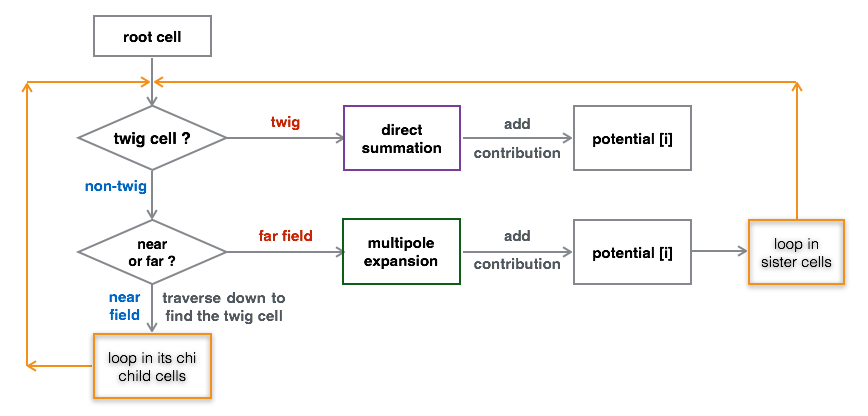 root cell
twig cell ?
twig
direct
summation
add
contribution
potential [i]
non-twig
near
or far ?
far field
multipole
expansion
add
contribution
potential [i]
loop in
sister cells
near
field
traverse down to
find the twig cell
loop in its chi
child cells